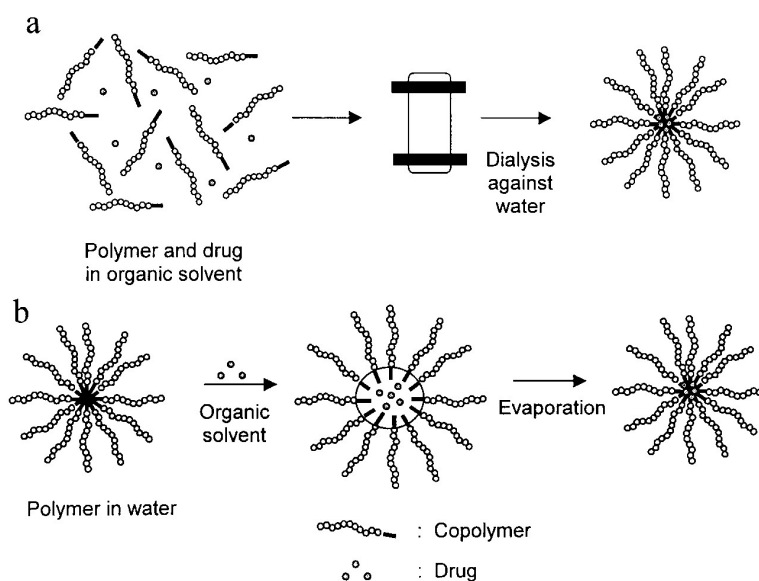 a
Dialysis
against
water
Polymer and drug
in organic solvent
b
Organic
solvent
Evaporation
Polymer in water
: Copolymer
: Drug